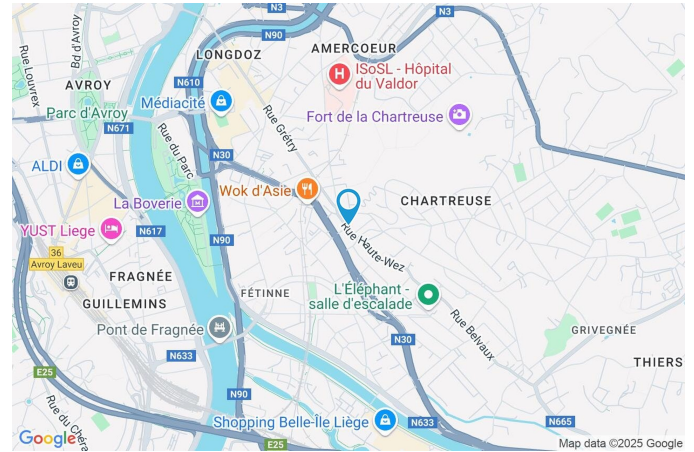 N3
N3
N90
LONGDOZ
AMERCOEUR
Rue Louvrex
Bd d'Avroy
N610
ISoSL - Hôpital
du Valdor
AVROY
Médiacité
Parc d'Avroy
Fort de la Chartreuse
N671
Rue du Parc
Rue Grétry
N30
ALDI
Wok d'Asie
CHARTREUSE
La Boverie
YUST Liege
N617
Rue Haute-Wez
36
Avroy Laveu
N90
FRAGNÉE
L'Éléphant -
salle d'escalade
FÉTINNE
GUILLEMINS
Rue Belvaux
Pont de Fragnée
GRIVEGNÉE
N30
N633
THIERS
E25
N90
Rue du Chéra
Shopping Belle-Île Liège
N633
N665
E25
Google
Map data ©2025 Google